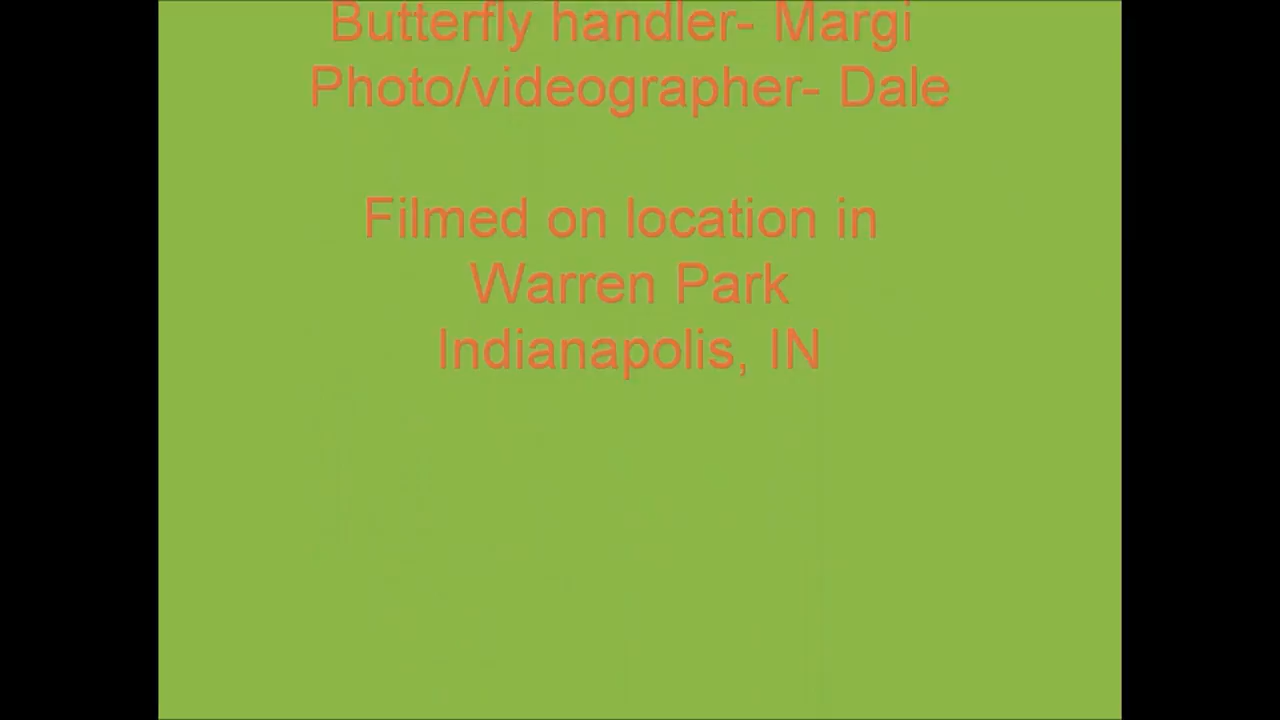 Butterfly handler- Margi
Photo/videographer- Dale
Filmed on location in
Warren Park
Indianapolis, IN